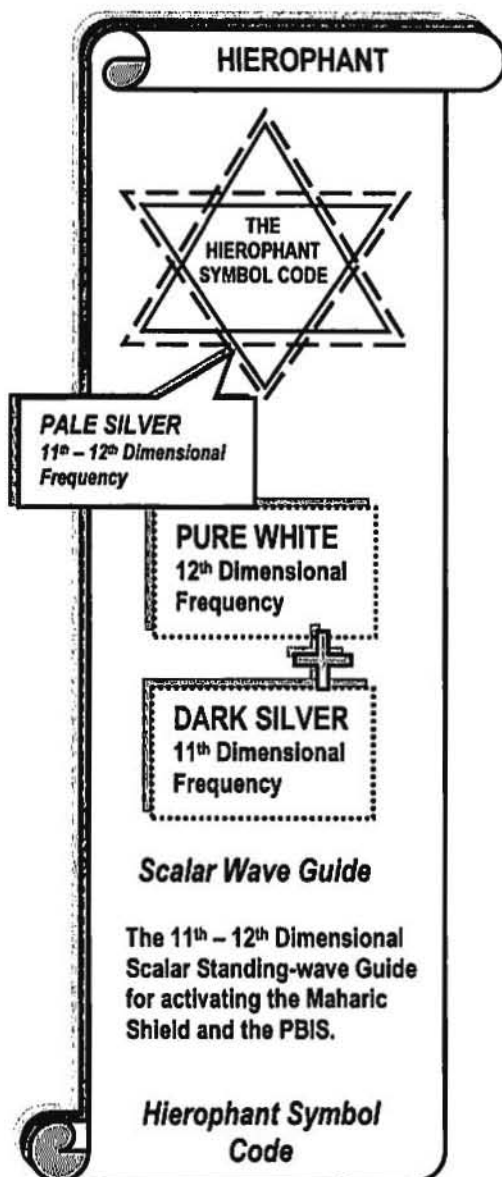 HIEROPHANT
THE
HIEROPHANT
SYMBOL CODE
PALE SILVER
11th – 12th Dimensional
Frequency
PURE WHITE
12th Dimensional
Frequency
DARK SILVER
11th Dimensional
Frequency
Scalar Wave Guide
The 11th – 12th Dimensional
Scalar Standing-wave Guide
for activating the Maharic
Shield and the PBIS.
Hierophant Symbol
Code